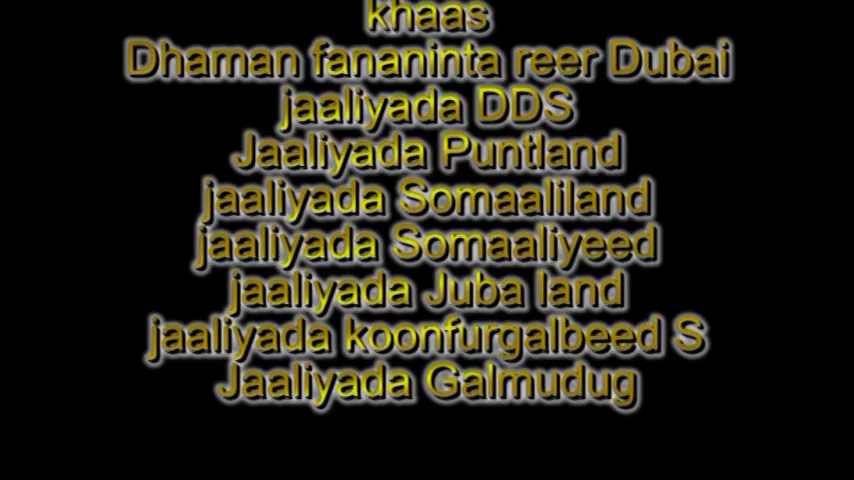 khaas
Dhaman fananinta reer Dubai
jaaliyada DDS
Jaaliyada Puntland
jaaliyada Somaaliland
jaaliyada Somaaliyeed
jaaliyada Juba land
jaaliyada koonfurgalbeed S
Jaaliyada Galmudug